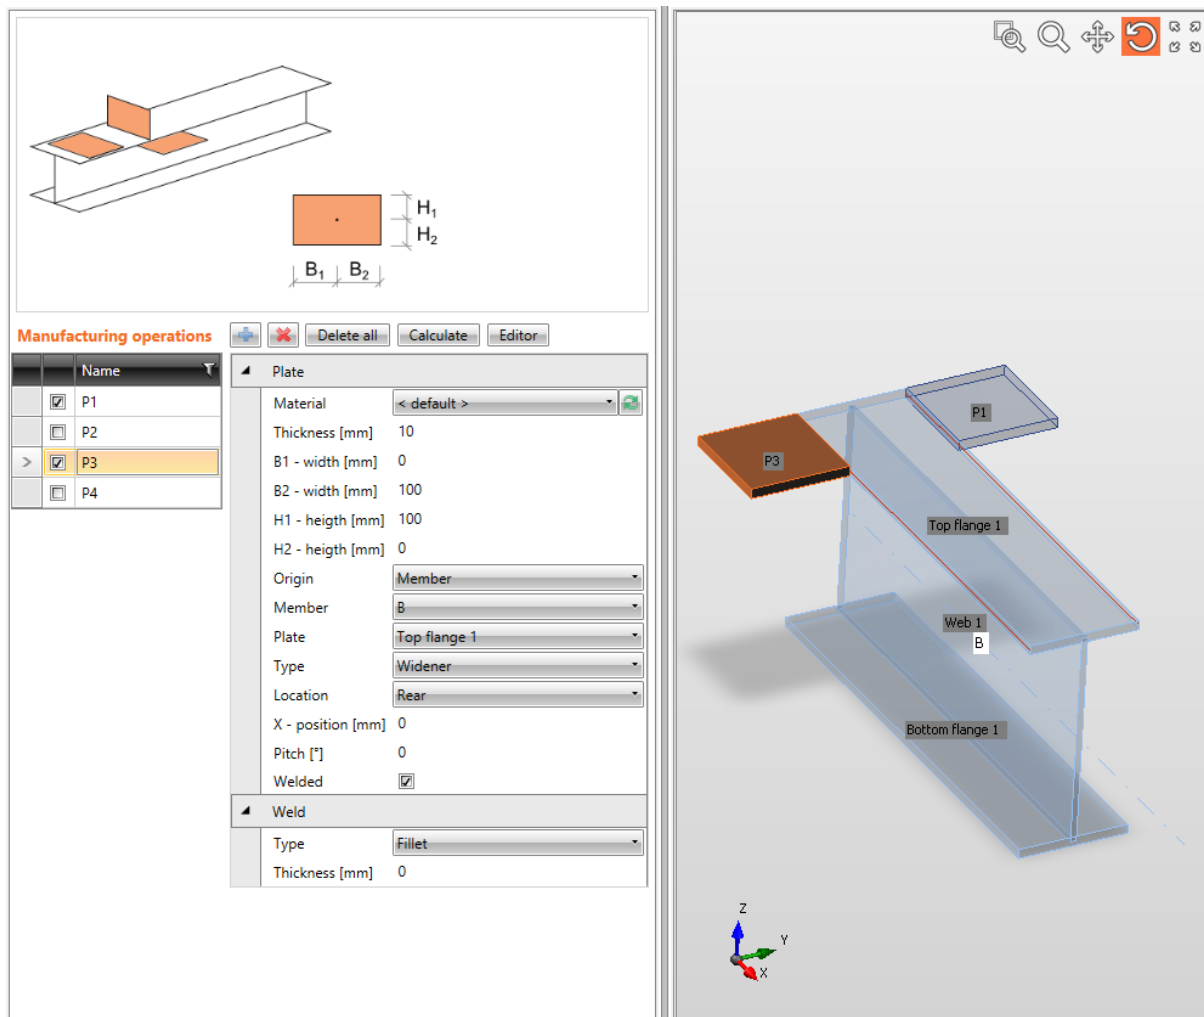 H1
H2
B1 B2
Manufacturing operations Delete all Calculate Editor
Name
P1
P2
> P3
P4
Plate
Material < default >
Thickness [mm] 10
B1 - width [mm] 0
B2 - width [mm] 100
H1 - heigth [mm] 100
H2 - heigth [mm] 0
Origin Member
Member B
Plate Top flange 1
Type Widener
Location Rear
X - position [mm] 0
Pitch [°] 0
Welded
Weld
Type Fillet
Thickness [mm] 0
P1
P3
Top flange 1
Web 1
B
Bottom flange 1
Z
Y
X